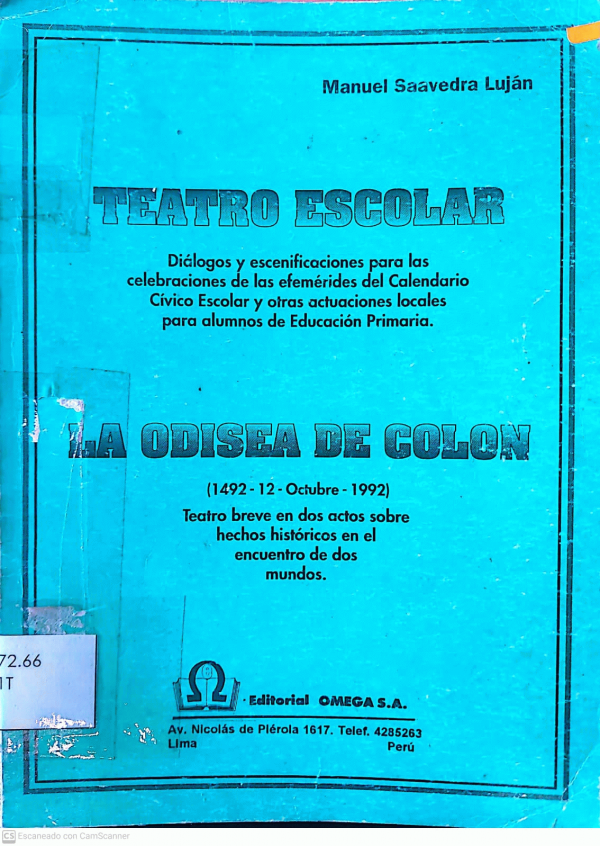 Manuel Saavedra Luján
TEATRO ESCOLAR
Diálogos y escenificaciones para las
celebraciones de las efemérides del Calendario
Cívico Escolar y otras actuaciones locales
para alumnos de Educación Primaria.
LA ODISEA DE COLON
(1492 - 12 - Octubre - 1992)
Teatro breve en dos actos sobre
hechos históricos en el
encuentro de dos
mundos.
72.66
1T
Editorial OMEGA S.A.
Av. Nicolás de Piérola 1617. Telef. 4285263
Lima Perú
CS Escaneado con CamScanner